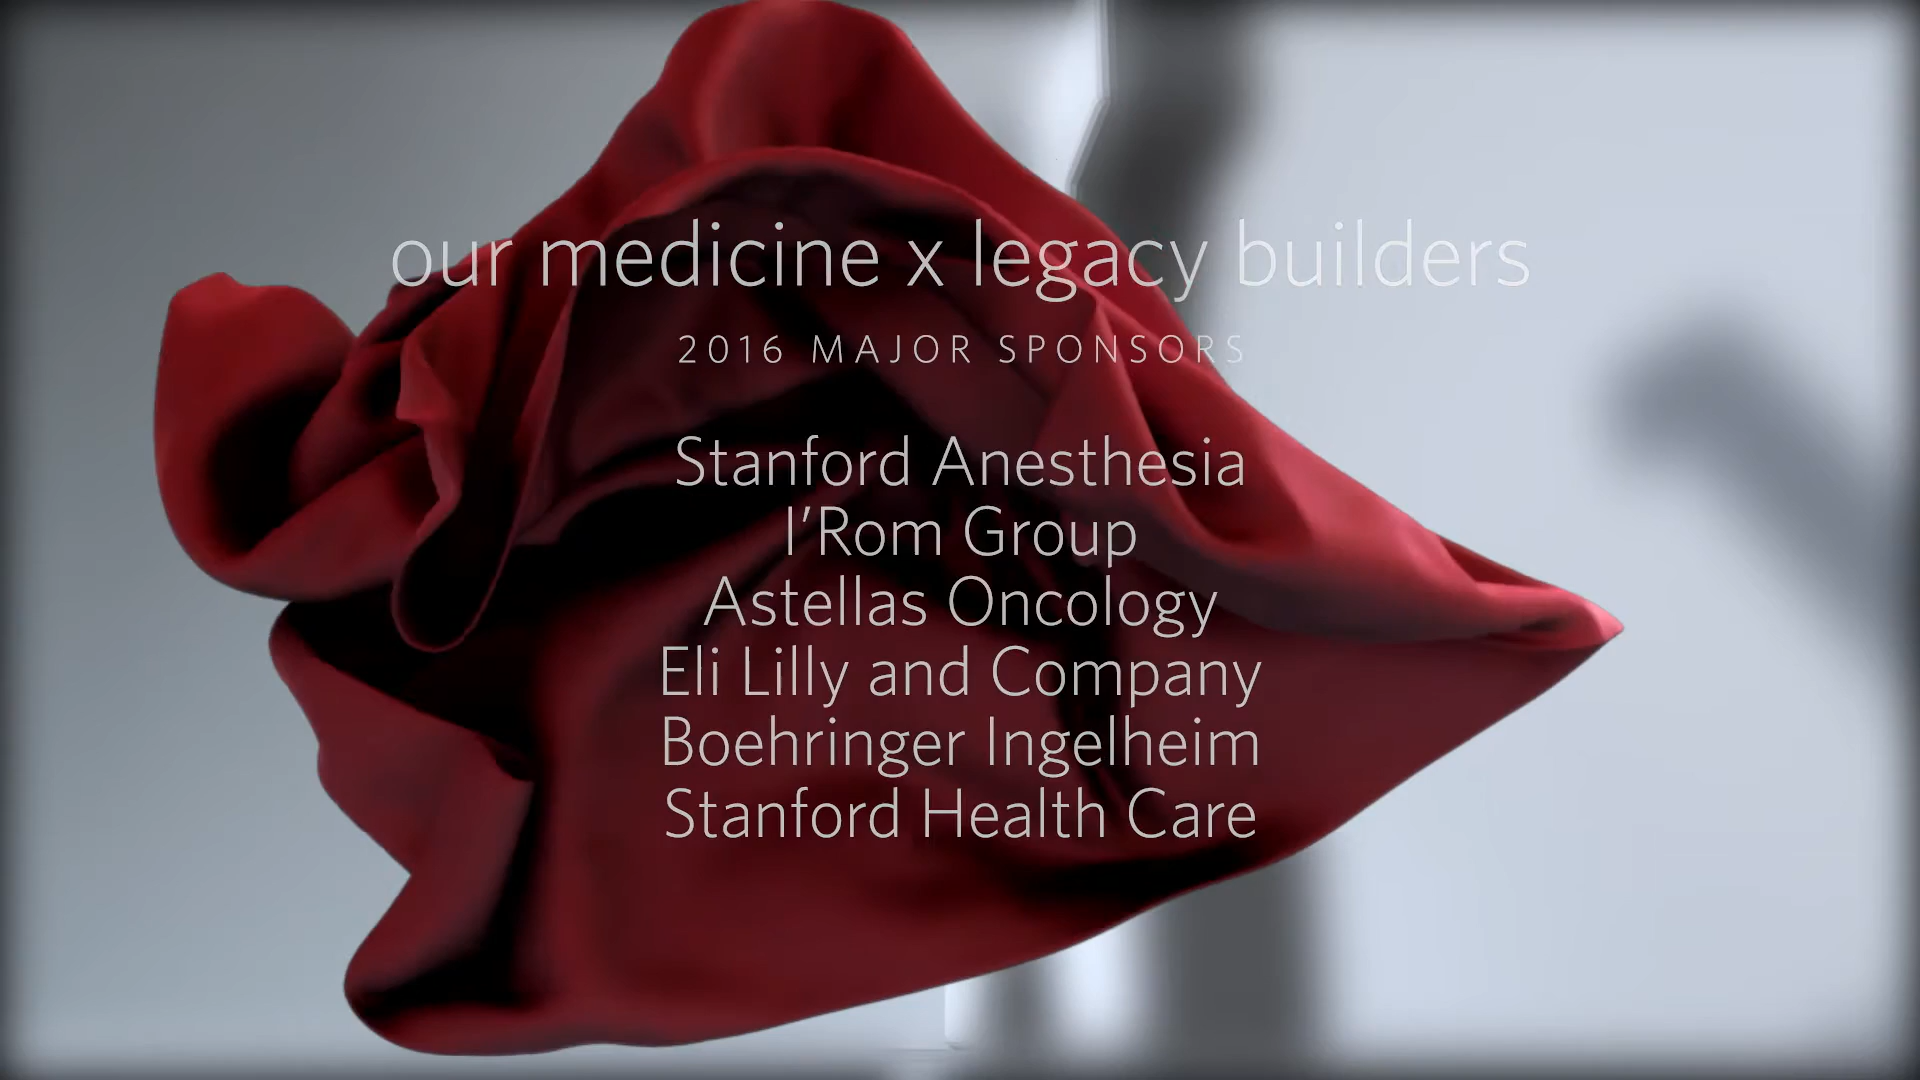 our medicine x legacy builders
2016 MAJOR SPONSORS
Stanford Anesthesia
I'Rom Group
Astellas Oncology
Eli Lilly and Company
Boehringer Ingelheim
Stanford Health Care